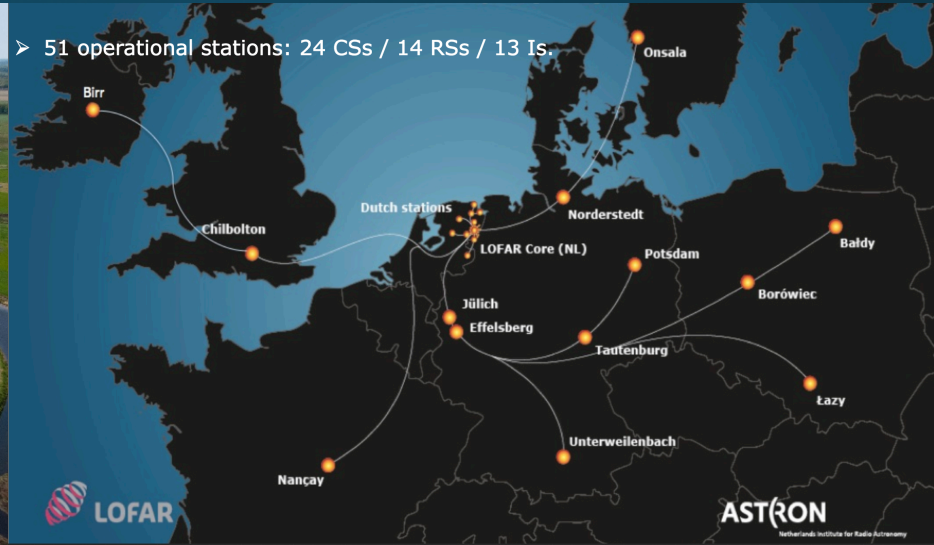 ➢ 51 operational stations: 24 CSs / 14 RSs / 13 Is.
Onsala
Birr
Dutch stations
Norderstedt
Chilbolton
LOFAR Core (NL)
Bałdy
Potsdam
Borówiec
Jülich
Effelsberg
Tautenburg
Łazy
Unterweilenbach
Nançay
LOFAR
ASTRON
Netherlands Institute for Radio Astronomy